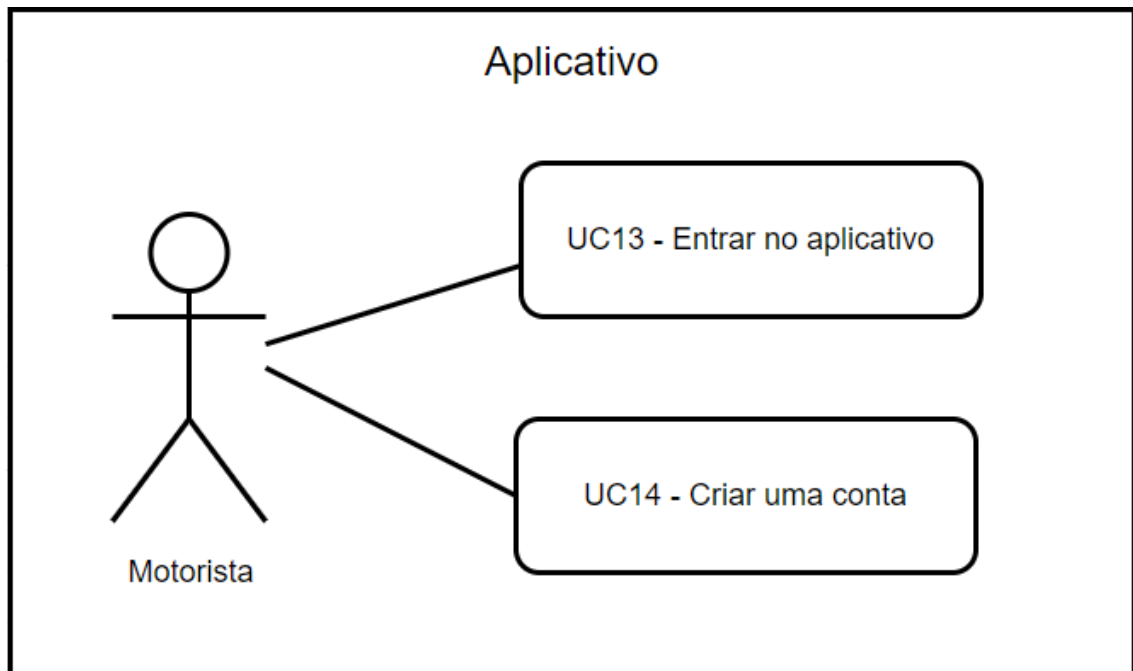 Aplicativo
UC13 - Entrar no aplicativo
UC14 - Criar uma conta
Motorista